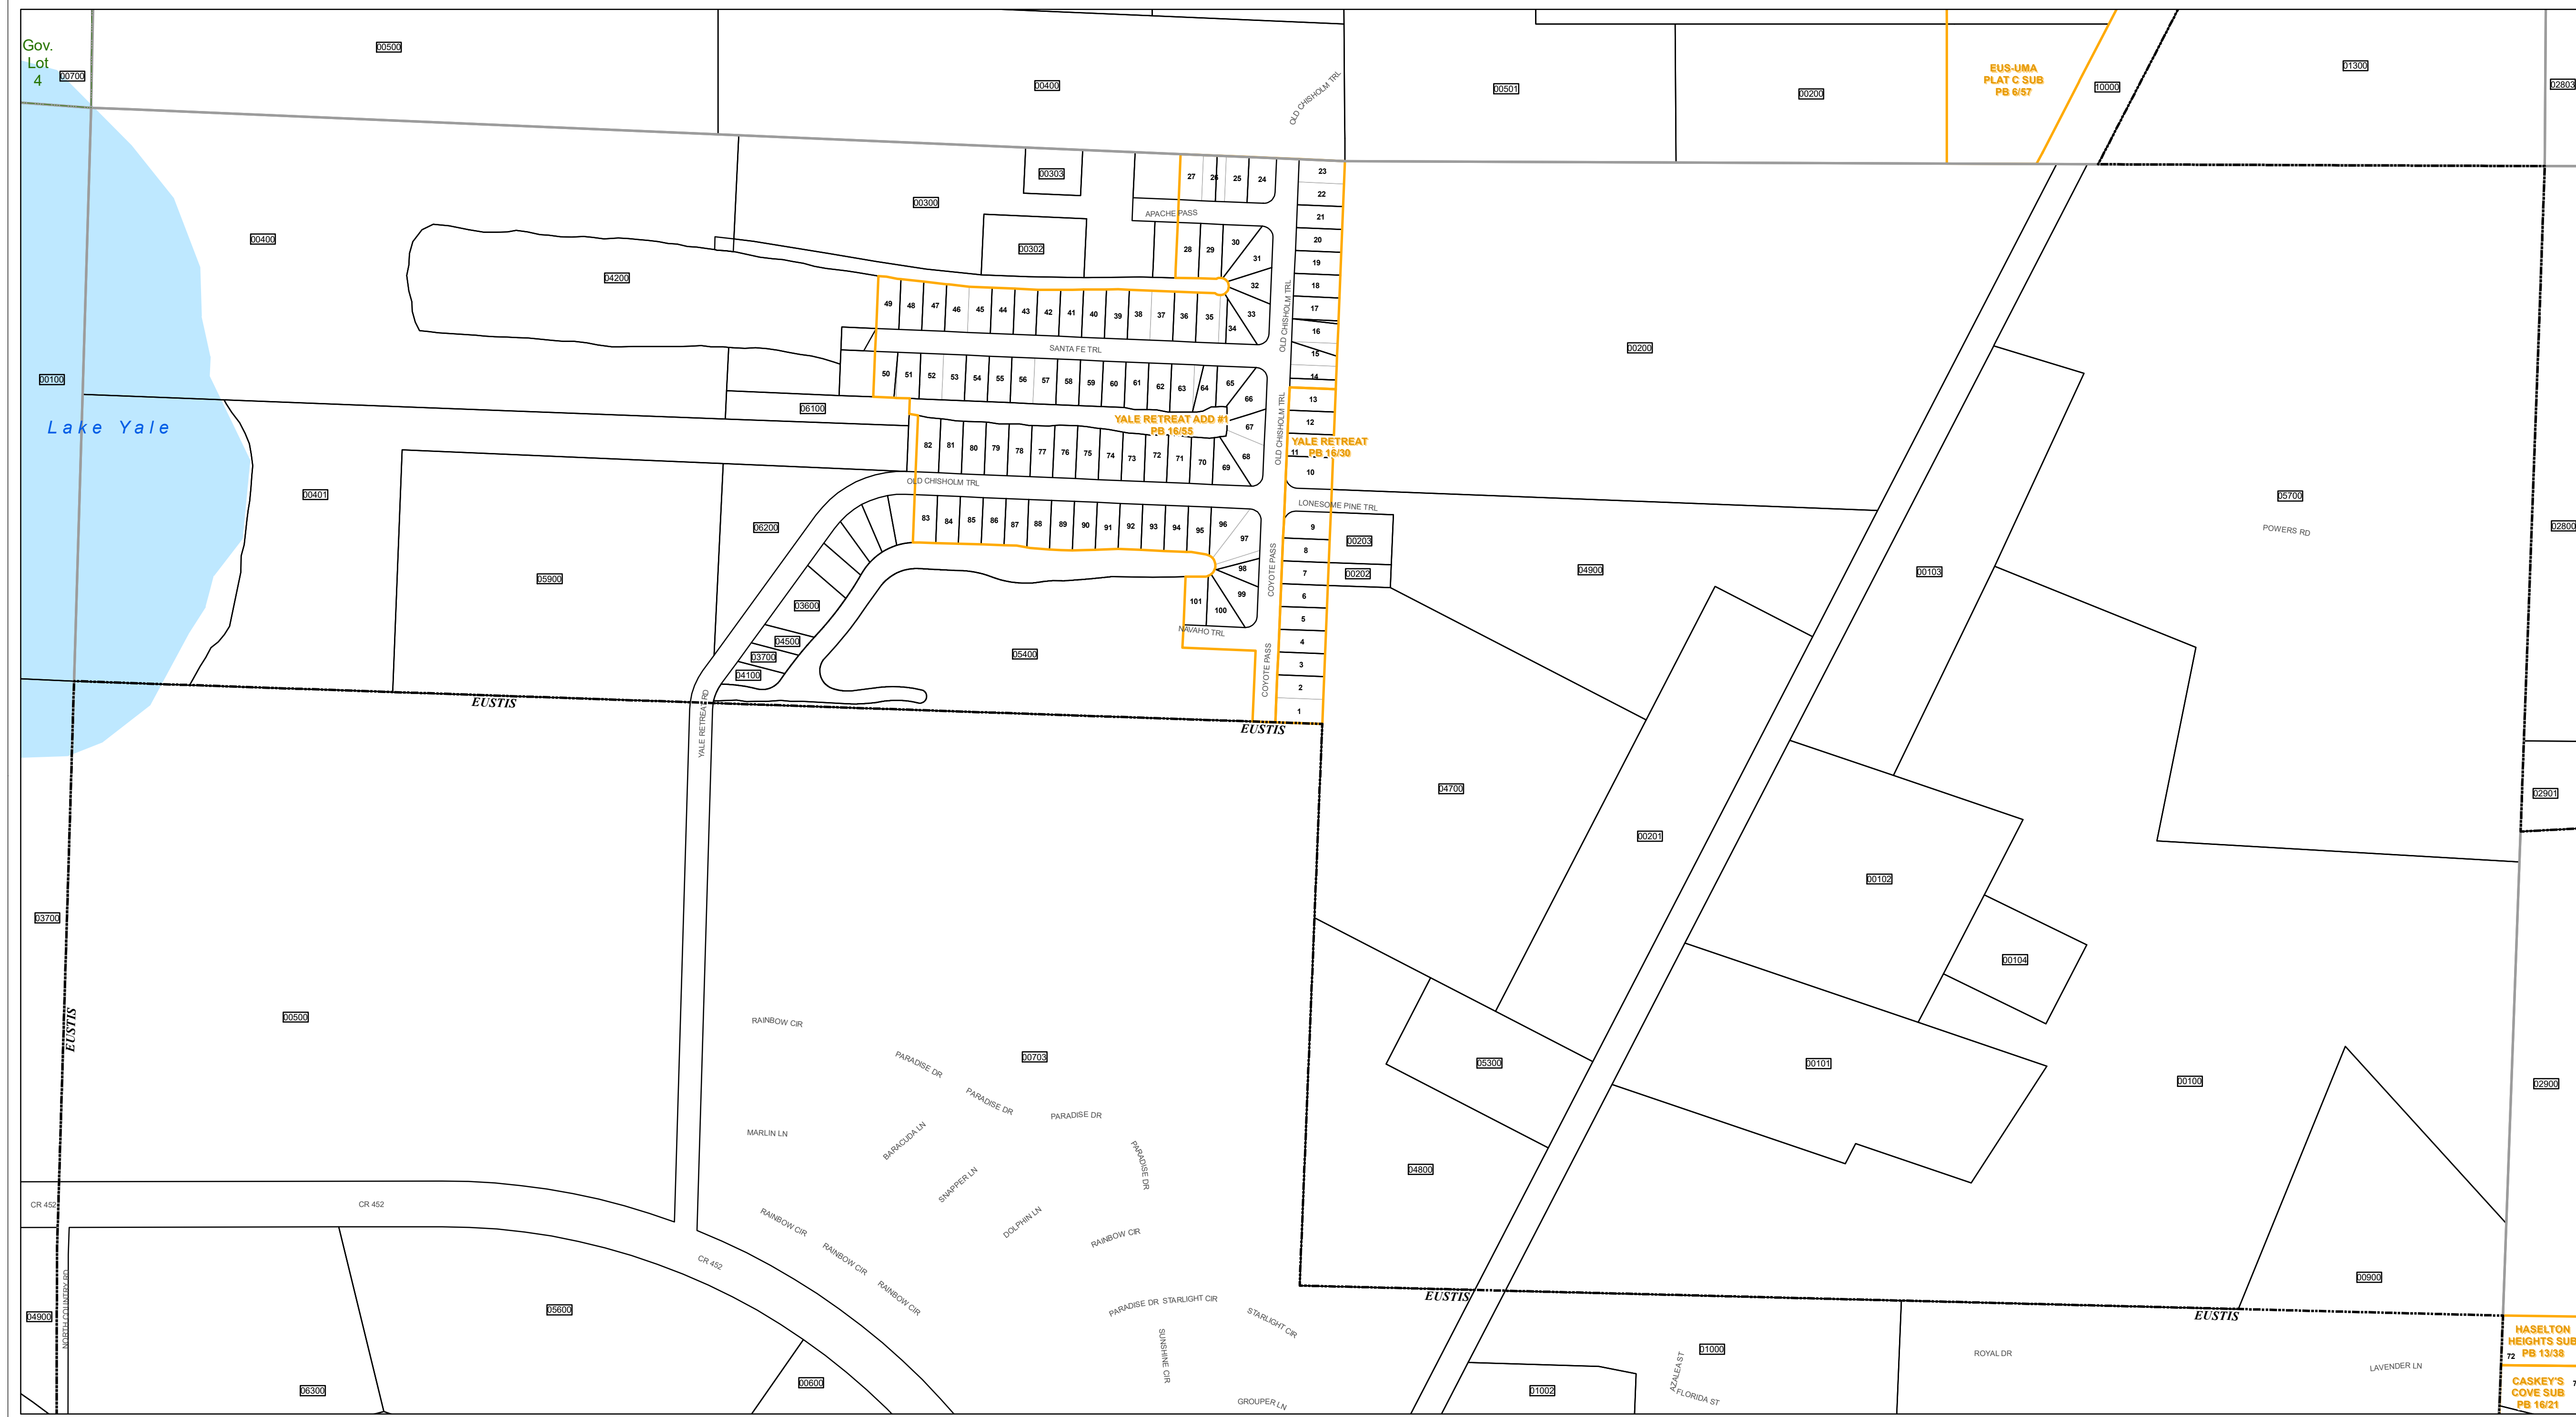 Gov.
Lot
4
00700
00500
00400
OLD CHISHOLM TRL
00501
00200
EUS-UMA
PLAT C SUB
PB 6/57
10000
01300
02803
00303
00300
27
26
25
24
23
22
21
20
19
18
17
16
15
14
13
12
11
10
APACHE PASS
00302
28
29
30
31
32
33
34
00400
04200
49
48
47
46
45
44
43
42
41
40
39
38
37
36
35
OLD CHISHOLM TRL
SANTA FE TRL
00200
00100
50
51
52
53
54
55
56
57
58
59
60
61
62
63
64
65
66
67
68
69
06100
YALE RETREAT ADD #1
PB 16/55
OLD CHISHOLM TRL
YALE RETREAT
PB 16/30
Lake Yale
82
81
80
79
78
77
76
75
74
73
72
71
70
OLD CHISHOLM TRL
00401
LONESOME PINE TRL
05700
POWERS RD
02800
06200
83
84
85
86
87
88
89
90
91
92
93
94
95
96
97
98
99
100
101
9
8
7
6
5
4
3
2
1
00203
00202
COYOTE PASS
04900
00103
05900
03600
04500
03700
04100
NAVAHO TRL
05400
COYOTE PASS
EUSTIS
YALE RETREAT RD
EUSTIS
04700
02901
00201
00102
03700
00104
EUSTIS
00500
RAINBOW CIR
PARADISE DR
00703
PARADISE DR
PARADISE DR
PARADISE DR
MARLIN LN
BARACUDA LN
SNAPPER LN
DOLPHIN LN
RAINBOW CIR
05300
00101
00100
02900
04800
CR 452
CR 452
CR 452
RAINBOW CIR
RAINBOW CIR
RAINBOW CIR
NORTH COUNTRY RD
04900
05600
PARADISE DR
STARLIGHT CIR
STARLIGHT CIR
SUNSHINE CIR
EUSTIS
00900
EUSTIS
HASELTON
HEIGHTS SUB
72 PB 13/38
01000
ROYAL DR
LAVENDER LN
06300
00600
GROUPER LN
01002
AZALEA ST
FLORIDA ST
CASKEY'S
COVE SUB
PB 16/21